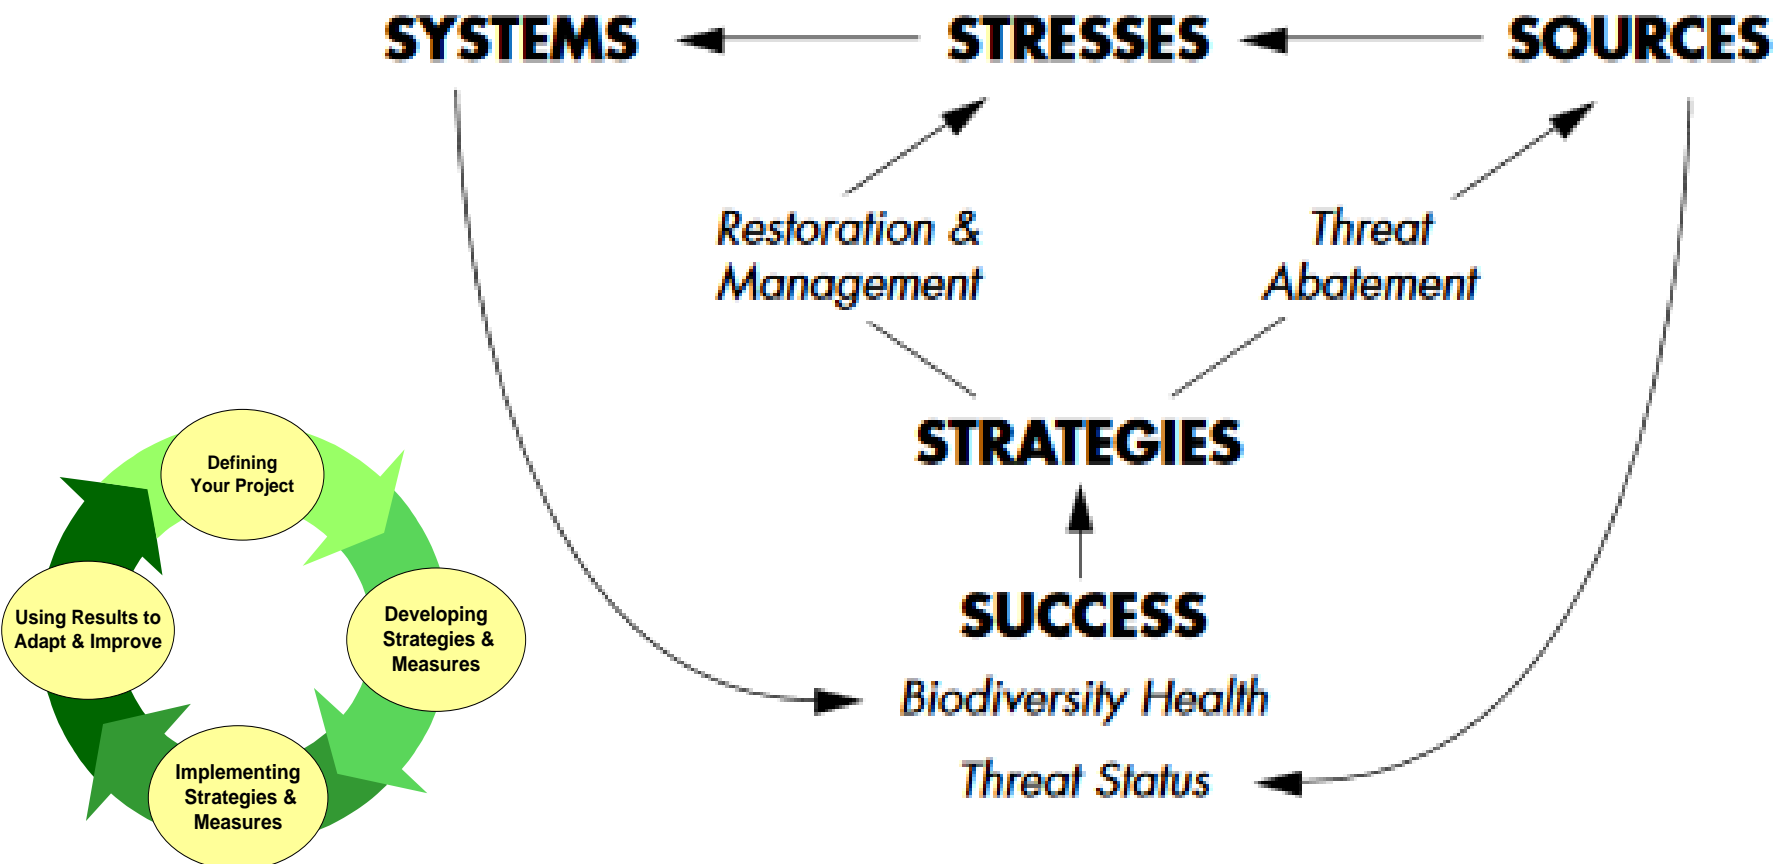 SYSTEMS
STRESSES
SOURCES
Restoration &
Management
Threat
Abatement
STRATEGIES
SUCCESS
Biodiversity Health
Threat Status
Defining
Your Project
Developing
Strategies &
Measures
Implementing
Strategies &
Measures
Using Results to
Adapt & Improve